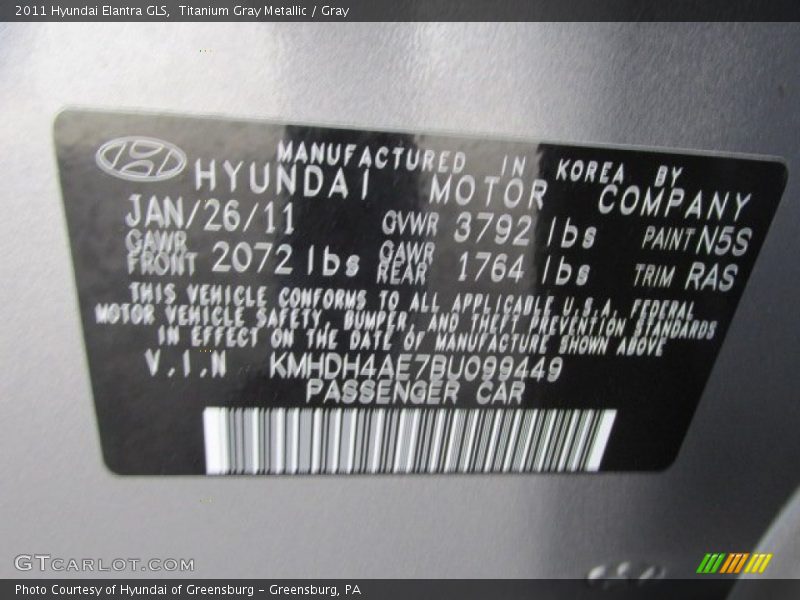 2011 Hyundai Elantra GLS,  Titanium Gray Metallic / Gray
MANUFACTURED IN KOREA BY
HYUNDAI MOTOR COMPANY
JAN/26/11 GVWR 3792 lbs PAINT N5S
GAWR FRONT 2072 lbs GAWR REAR 1764 lbs TRIM RAS
THIS VEHICLE CONFORMS TO ALL APPLICABLE U.S.A. FEDERAL
MOTOR VEHICLE SAFETY, BUMPER, AND THEFT PREVENTION STANDARDS
IN EFFECT ON THE DATE OF MANUFACTURE SHOWN ABOVE
V.I.N KMHDH4AE7BU099449
PASSENGER CAR
GTCARLOT.COM
Photo Courtesy of Hyundai of Greensburg – Greensburg, PA